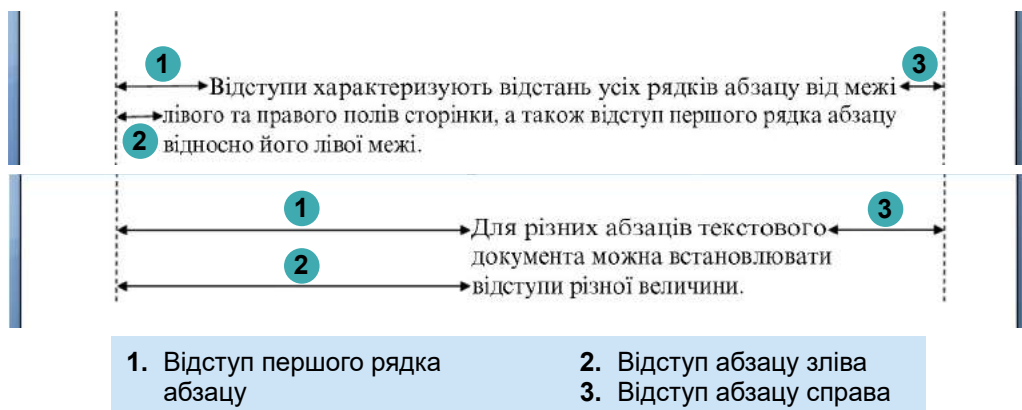 1 3
Відступи характеризують відстань усіх рядків абзацу від межі
лівого та правого полів сторінки, а також відступ першого рядка абзацу
2 відносно його лівої межі.
1 3
Для різних абзаців текстового
документа можна встановлювати
2
відступи різної величини.
1. Відступ першого рядка
абзацу
2. Відступ абзацу зліва
3. Відступ абзацу справа